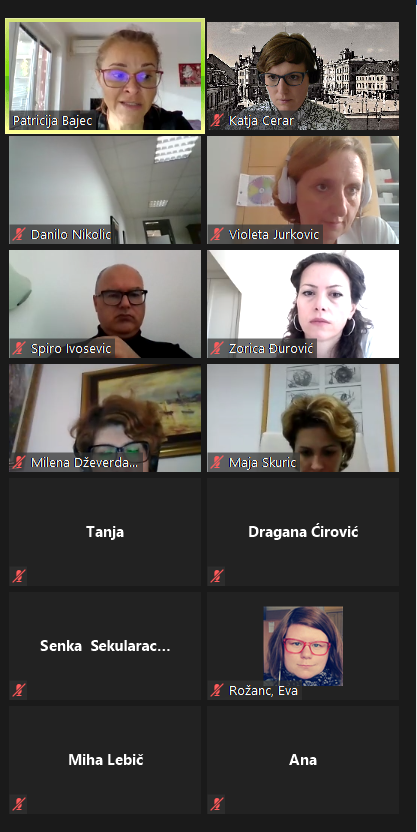 Patricija Bajec
Katja Cerar
Danilo Nikolic
Violeta Jurkovic
Spiro Ivosevic
Zorica Đurović
Milena Dževerda...
Maja Skuric
Tanja
Dragana Ćirović
Senka Sekularac...
Rožanc, Eva
Miha Lebič
Ana